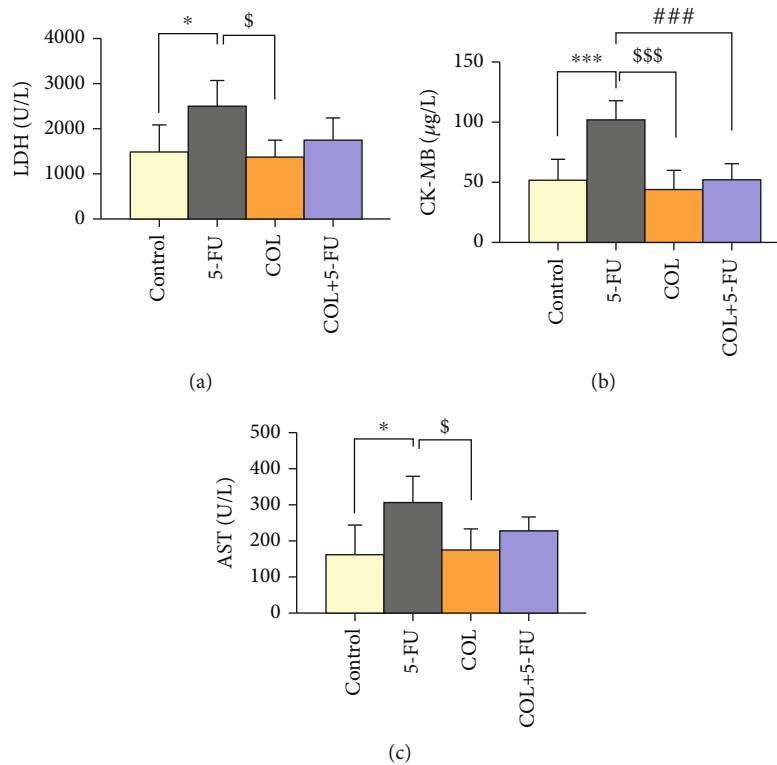 LDH (U/L)
4000
3000
2000
1000
0
*
$
Control
5-FU
COL
COL+5-FU
(a)
CK-MB (µg/L)
150
100
50
0
###
***
$$$
Control
5-FU
COL
COL+5-FU
(b)
AST (U/L)
500
400
300
200
100
0
*
$
Control
5-FU
COL
COL+5-FU
(c)